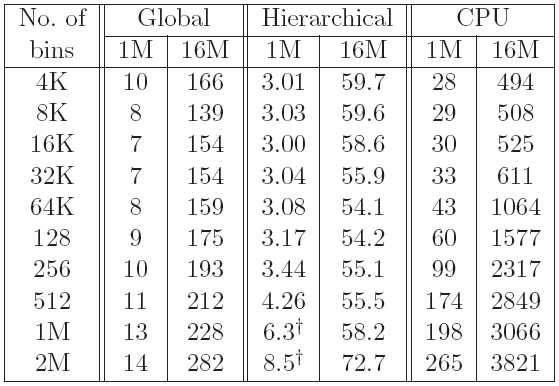 No. of Global Hierarchical CPU
bins 1M 16M 1M 16M 1M 16M
4K 10 166 3.01 59.7 28 494
8K 8 139 3.03 59.6 29 508
16K 7 154 3.00 58.6 30 525
32K 7 154 3.04 55.9 33 611
64K 8 159 3.08 54.1 43 1064
128 9 175 3.17 54.2 60 1577
256 10 193 3.44 55.1 99 2317
512 11 212 4.26 55.5 174 2849
1M 13 228 6.3† 58.2 198 3066
2M 14 282 8.5† 72.7 265 3821